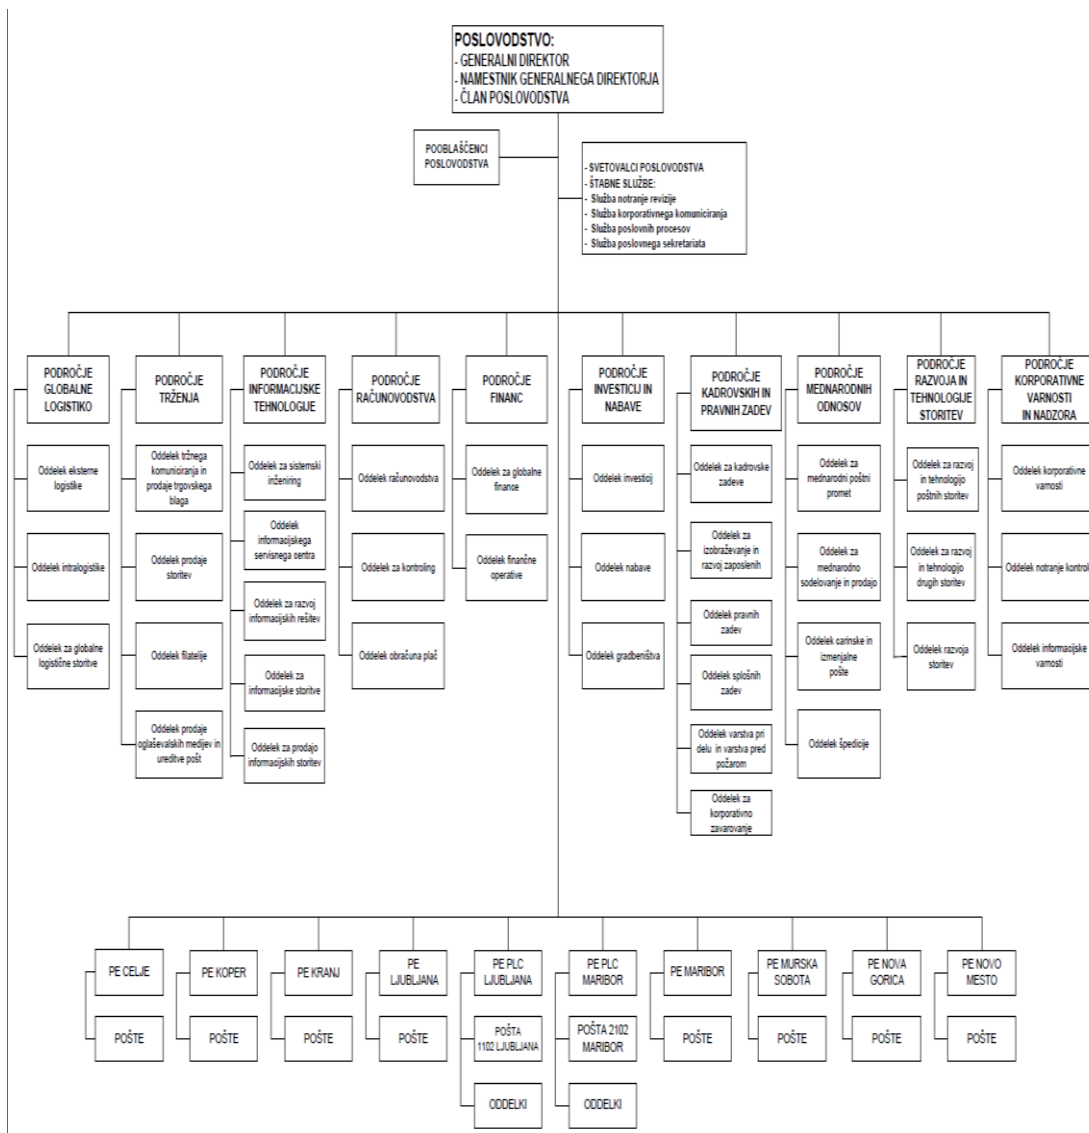 POSLOVODSTVO:
- GENERALNI DIREKTOR
- NAMESTNIK GENERALNEGA DIREKTORJA
- ČLAN POSLOVODSTVA
POOBLAŠČENCI
POSLOVODSTVA
- SVETOVALCI POSLOVODSTVA
- ŠTABNE SLUŽBE:
- Služba notranje revizije
- Služba korporativnega komuniciranja
- Služba poslovnih procesov
- Služba poslovnega sekretariata
PODROČJE
GLOBALNE
LOGISTIKO
Oddelek eksterne
logistike
Oddelek intralogistike
Oddelek za globalne
logistične storitve
PODROČJE
TRŽENJA
Oddelek tržnega
komuniciranja in
prodaje trgovskega
blaga
Oddelek prodaje
storitev
Oddelek filatelije
Oddelek prodaje
oglaševalskih medijev in
ureditve pošt
PODROČJE
INFORMACIJSKE
TEHNOLOGIJE
Oddelek za sistemski
inženiring
Oddelek
informacijskega
servisnega centra
Oddelek za razvoj
informacijskih rešitev
Oddelek za
informacijske storitve
Oddelek za prodajo
informacijskih storitev
PODROČJE
RAČUNOVODSTVA
Oddelek računovodstva
Oddelek za kontroling
Oddelek obračuna plač
PODROČJE
FINANC
Oddelek za globalne
finance
Oddelek finančne
operative
PODROČJE
INVESTICIJ IN
NABAVE
Oddelek investicij
Oddelek nabave
Oddelek gradbeništva
PODROČJE
KADROVSKIH IN
PRAVNIH ZADEV
Oddelek za kadrovske
zadeve
Oddelek za
izobraževanje in
razvoj zaposlenih
Oddelek pravnih
zadev
Oddelek splošnih
zadev
Oddelek varstva pri
delu in varstva pred
požarom
Oddelek za
korporativno
zavarovanje
PODROČJE
MEDNARODNIH
ODNOSOV
Oddelek za
mednarodni poštni
promet
Oddelek za
mednarodno
sodelovanje in prodajo
Oddelek carinske in
izmenjalne
pošte
Oddelek špedicije
PODROČJE
RAZVOJA IN
TEHNOLOGIJE
STORITEV
Oddelek za razvoj
in tehnologijo
poštnih storitev
Oddelek za razvoj
in tehnologijo
drugih storitev
Oddelek razvoja
storitev
PODROČJE
KORPORATIVNE
VARNOSTI
IN NADZORA
Oddelek korporativne
varnosti
Oddelek notranje kontrol
Oddelek informacijske
varnosti
PE CELJE
POŠTE
PE KOPER
POŠTE
PE KRANJ
POŠTE
PE
LJUBLJANA
POŠTE
PE PLC
LJUBLJANA
POŠTA
1102 LJUBLJANA
ODDELKI
PE PLC
MARIBOR
POŠTA 2102
MARIBOR
ODDELKI
PE MARIBOR
POŠTE
PE MURSKA
SOBOTA
POŠTE
PE NOVA
GORICA
POŠTE
PE NOVO
MESTO
POŠTE